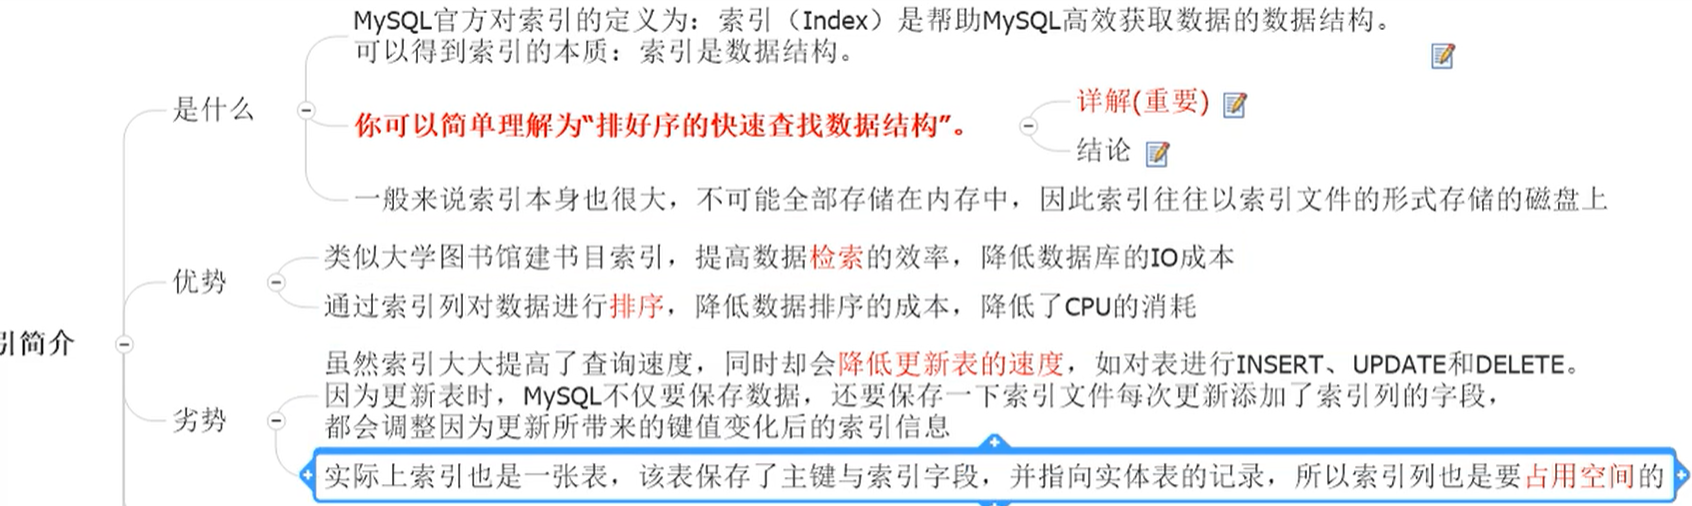 MySQL官方对索引的定义为：索引（Index）是帮助MySQL高效获取数据的数据结构。
可以得到索引的本质：索引是数据结构。
是什么
你可以简单理解为“排好序的快速查找数据结构”。
详解(重要)
结论
一般来说索引本身也很大，不可能全部存储在内存中，因此索引往往以索引文件的形式存储的磁盘上
优势
类似大学图书馆建书目索引，提高数据检索的效率，降低数据库的IO成本
通过索引列对数据进行排序，降低数据排序的成本，降低了CPU的消耗
引简介
虽然索引大大提高了查询速度，同时却会降低更新表的速度，如对表进行INSERT、UPDATE和DELETE。
因为更新表时，MySQL不仅要保存数据，还要保存一下索引文件每次更新添加了索引列的字段，
都会调整因为更新所带来的键值变化后的索引信息
劣势
实际上索引也是一张表，该表保存了主键与索引字段，并指向实体表的记录，所以索引列也是要占用空间的